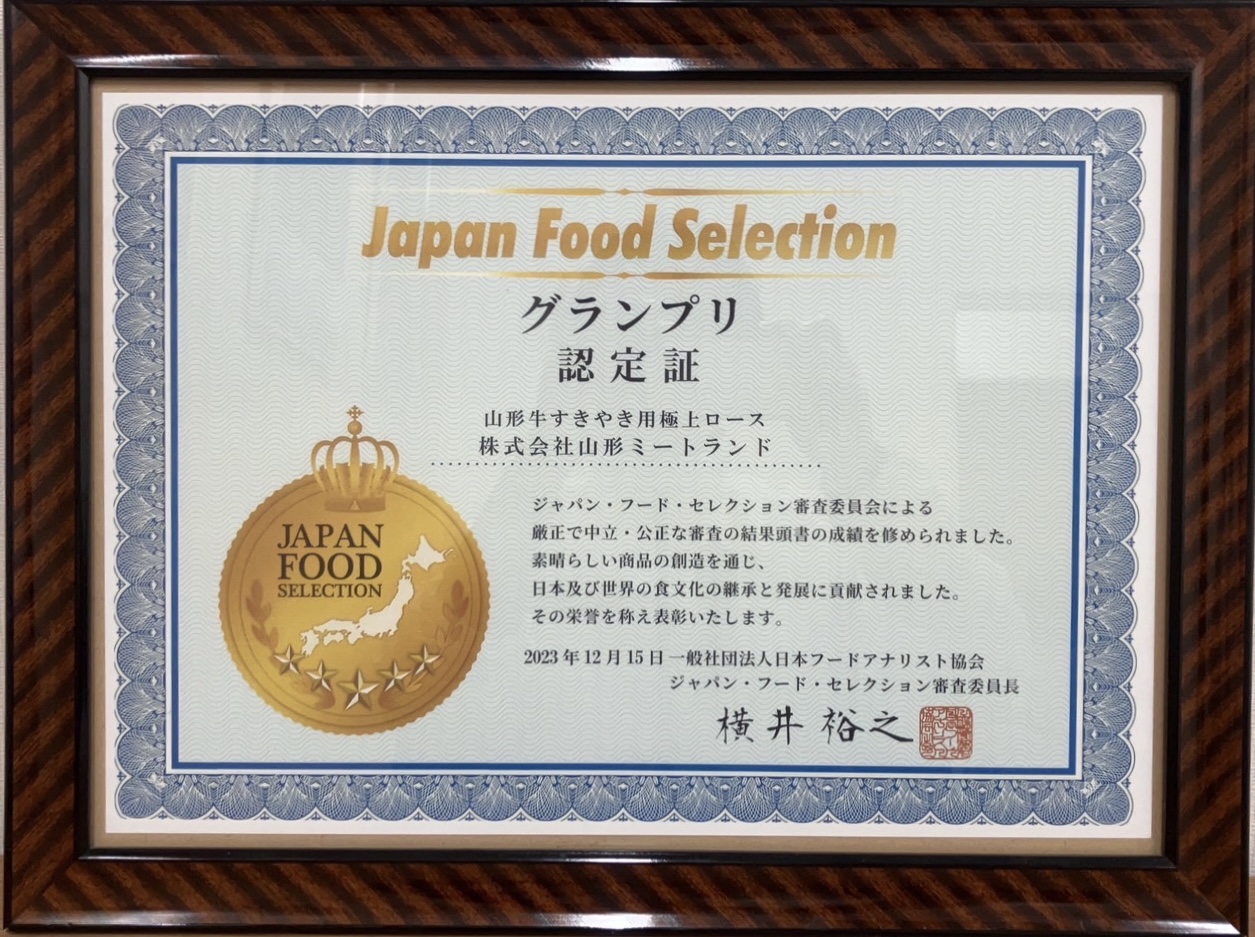 Japan Food Selection
グランプリ
認定証
山形牛すきやき用極上ロース
株式会社山形ミートランド
JAPAN
FOOD
SELECTION
ジャパン・フード・セレクション審査委員会による
厳正で中立・公正な審査の結果頭書の成績を修められました。
素晴らしい商品の創造を通じ、
日本及び世界の食文化の継承と発展に貢献されました。
その栄誉を称え表彰いたします。
2023年12月15日 一般社団法人日本フードアナリスト協会
ジャパン・フード・セレクション審査委員長
横井裕之